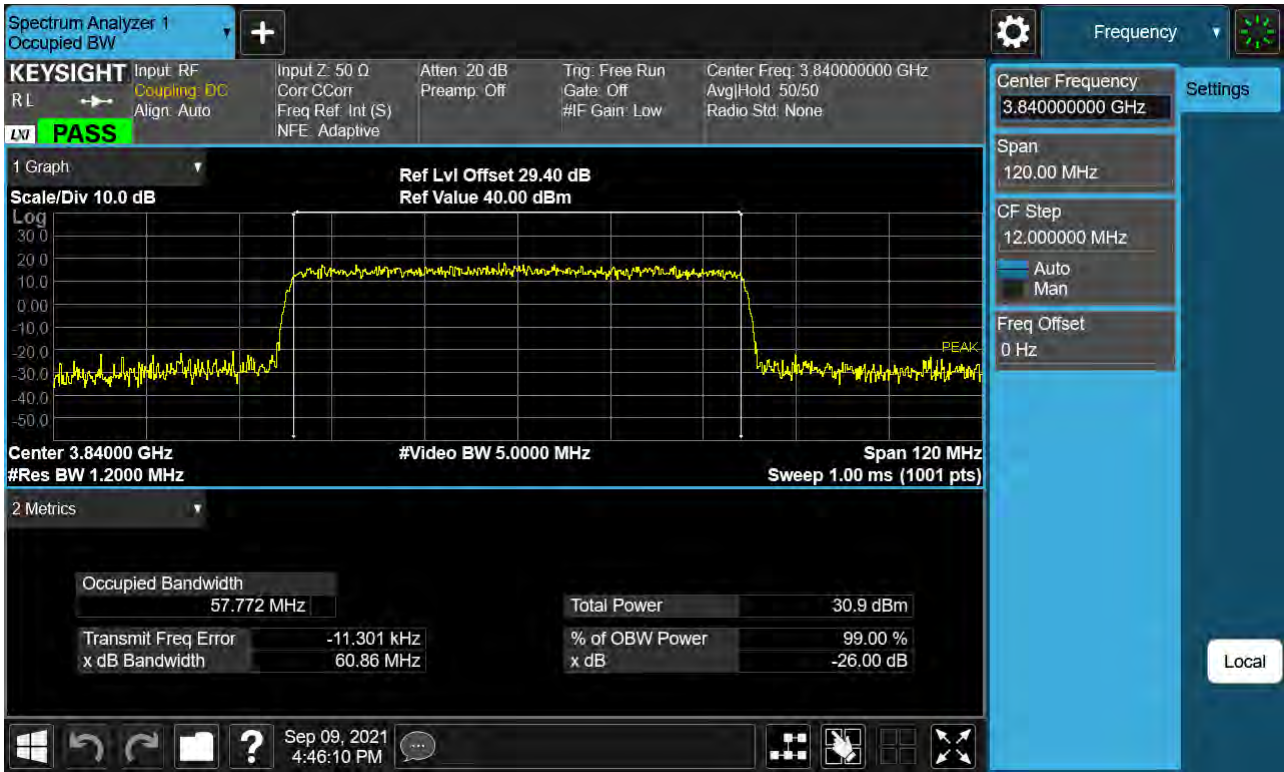 Spectrum Analyzer 1
Occupied BW
+
Frequency
KEYSIGHT
RL
LXI
PASS
Input: RF
Coupling: DC
Align: Auto
Input Z: 50 Ω
Corr CCorr
Freq Ref: Int (S)
NFE: Adaptive
Atten: 20 dB
Preamp: Off
Trig: Free Run
Gate: Off
#IF Gain: Low
Center Freq: 3.840000000 GHz
Avg|Hold: 50/50
Radio Std: None
Center Frequency
3.840000000 GHz
Settings
Span
120.00 MHz
CF Step
12.000000 MHz
Auto
Man
Freq Offset
0 Hz
Local
1 Graph
Scale/Div 10.0 dB
Ref Lvl Offset 29.40 dB
Ref Value 40.00 dBm
Log
30.0
20.0
10.0
0.00
-10.0
-20.0
-30.0
-40.0
-50.0
PEAK
Center 3.84000 GHz
#Video BW 5.0000 MHz
Span 120 MHz
#Res BW 1.2000 MHz
Sweep 1.00 ms (1001 pts)
2 Metrics
Occupied Bandwidth
57.772 MHz
Transmit Freq Error -11.301 kHz
x dB Bandwidth 60.86 MHz
Total Power 30.9 dBm
% of OBW Power 99.00 %
x dB -26.00 dB
?
Sep 09, 2021
4:46:10 PM